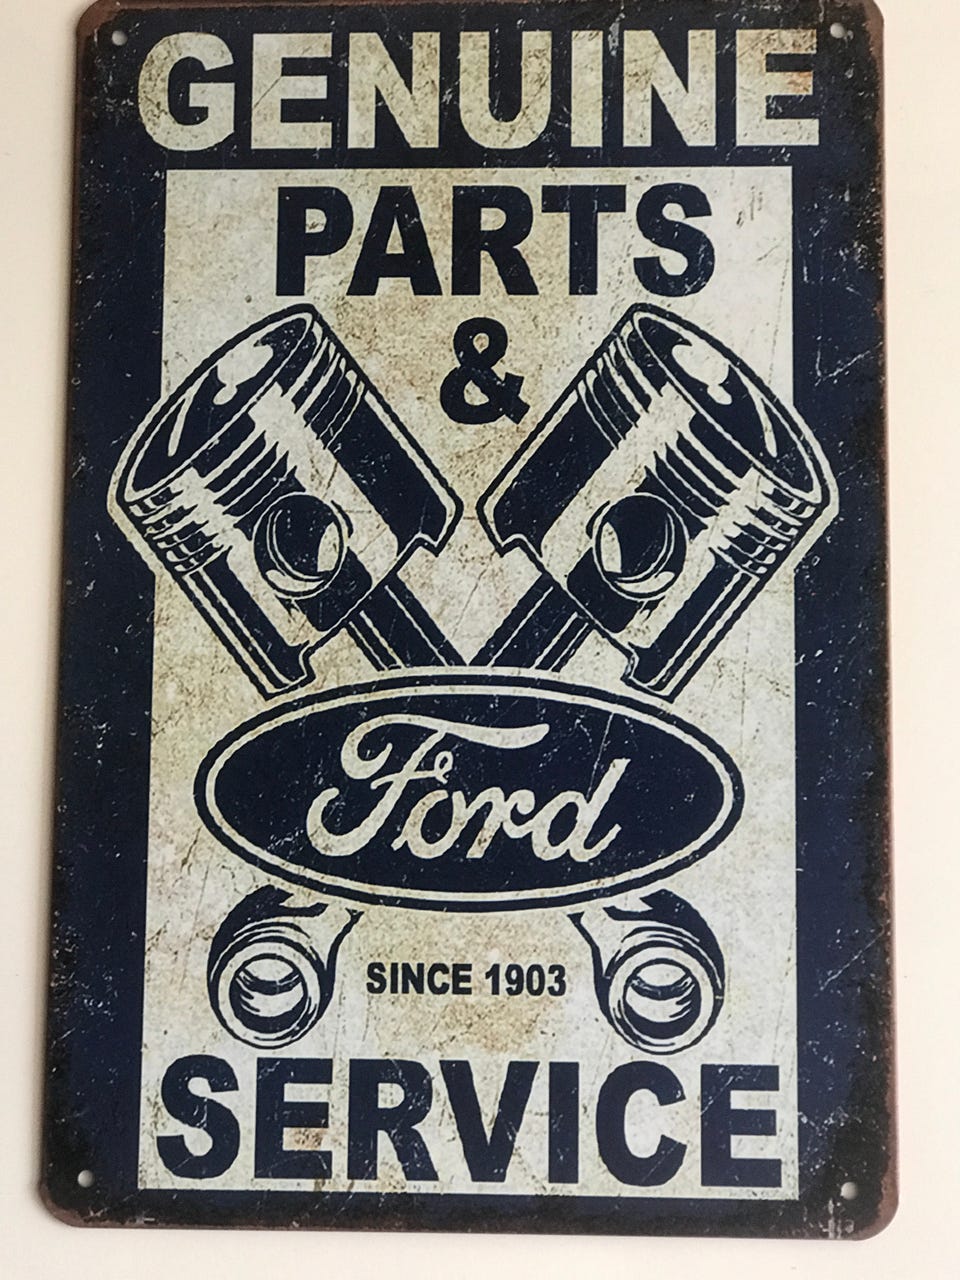 GENUINE
PARTS
&
Ford
SINCE 1903
SERVICE